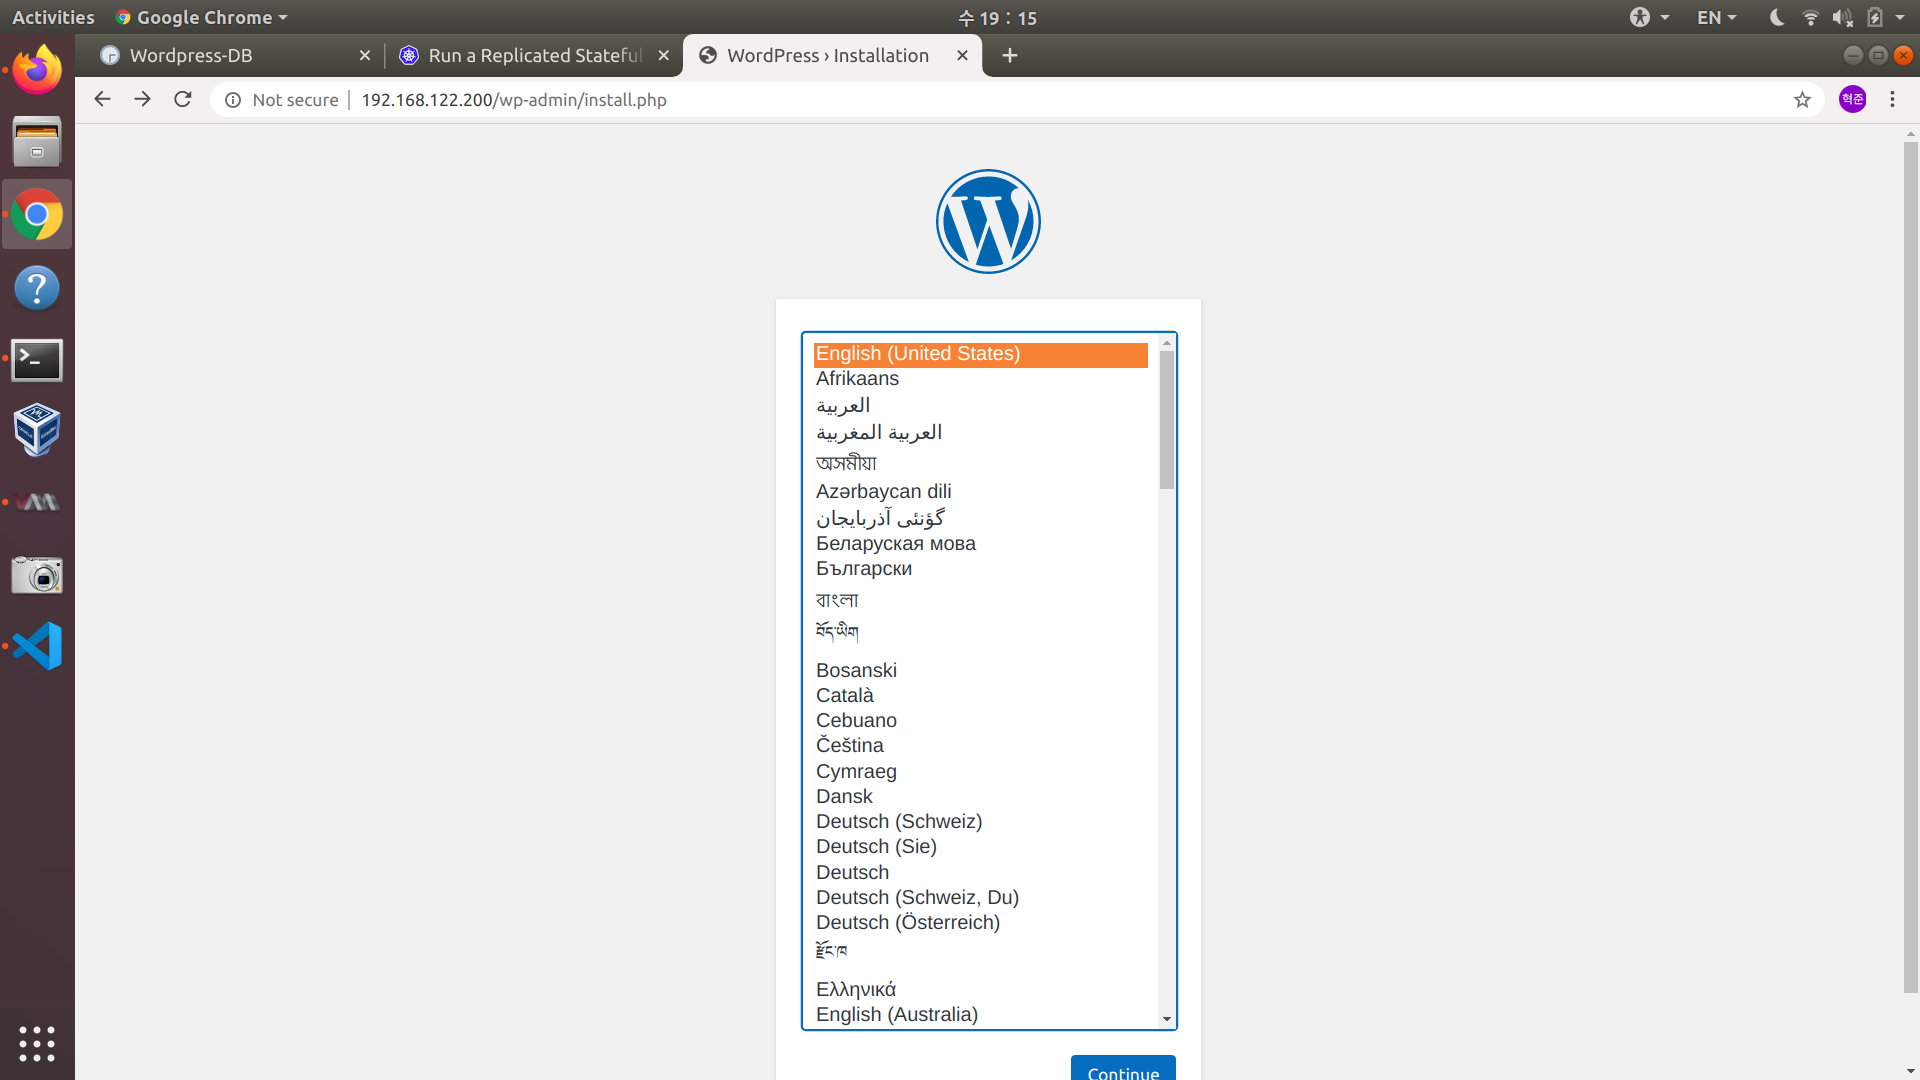 Activities Google Chrome 수 19 : 15 EN
Wordpress-DB Run a Replicated Stateful WordPress › Installation
Not secure 192.168.122.200/wp-admin/install.php 혁준
English (United States)
Afrikaans
العربية
العربية المغربية
অসমীয়া
Azərbaycan dili
گؤنئی آذربایجان
Беларуская мова
Български
বাংলা
བོད་ཡིག
Bosanski
Català
Cebuano
Čeština
Cymraeg
Dansk
Deutsch (Schweiz)
Deutsch (Sie)
Deutsch
Deutsch (Schweiz, Du)
Deutsch (Österreich)
རྫོང་ཁ
Ελληνικά
English (Australia)
Continue